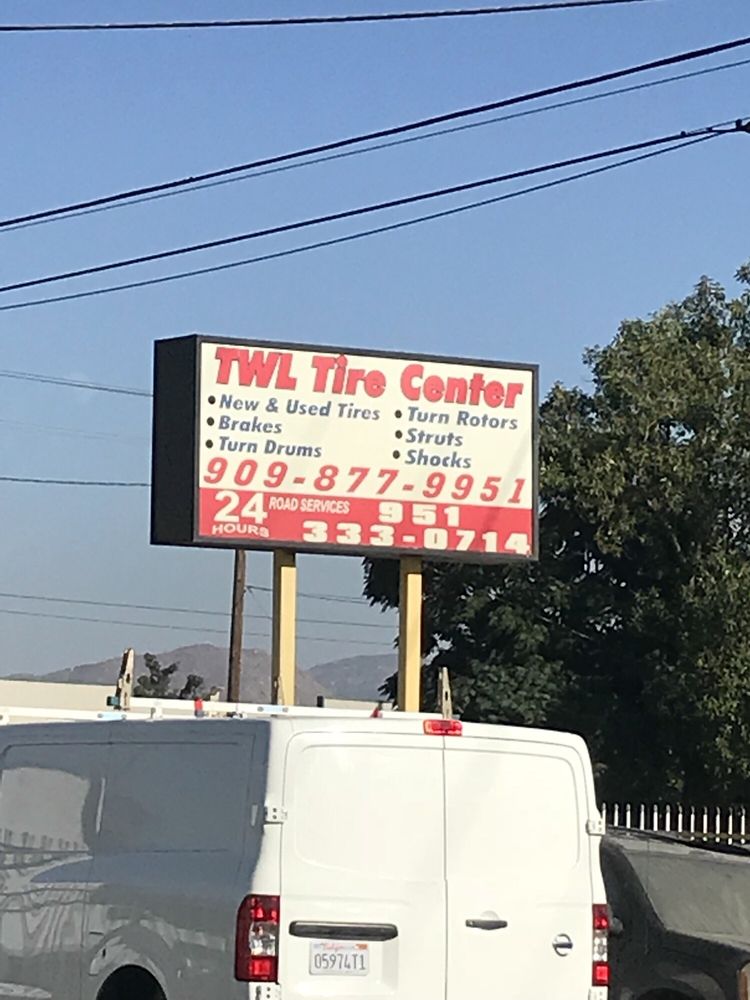 TWL Tire Center
• New & Used Tires
• Brakes
• Turn Drums
• Turn Rotors
• Struts
• Shocks
909-877-9951
24 HOURS
ROAD SERVICES
951
333-0714
California
05974T1